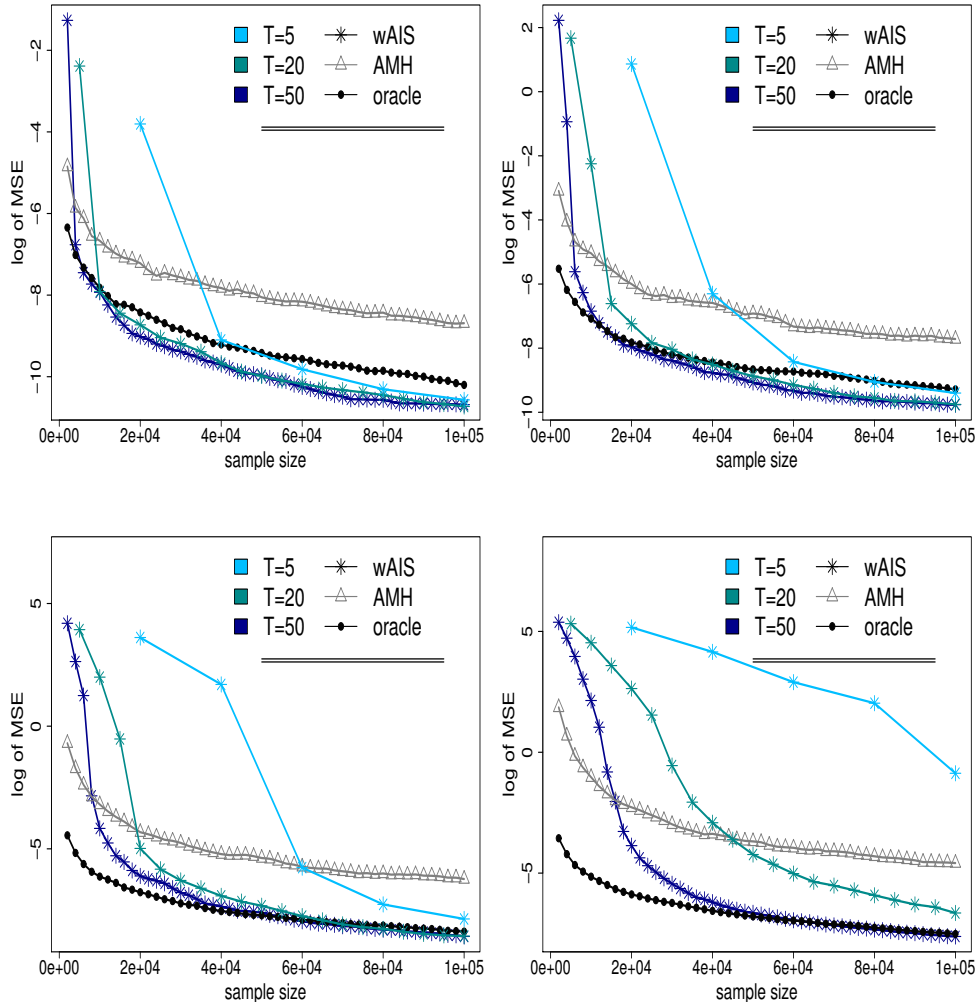 log of MSE
-2
-4
-6
-8
-10
T=5 wAIS
T=20 AMH
T=50 oracle
0e+00 2e+04 4e+04 6e+04 8e+04 1e+05
sample size
log of MSE
2
0
-2
-4
-6
-8
-10
T=5 wAIS
T=20 AMH
T=50 oracle
0e+00 2e+04 4e+04 6e+04 8e+04 1e+05
sample size
log of MSE
5
0
-5
T=5 wAIS
T=20 AMH
T=50 oracle
0e+00 2e+04 4e+04 6e+04 8e+04 1e+05
sample size
log of MSE
5
0
-5
T=5 wAIS
T=20 AMH
T=50 oracle
0e+00 2e+04 4e+04 6e+04 8e+04 1e+05
sample size